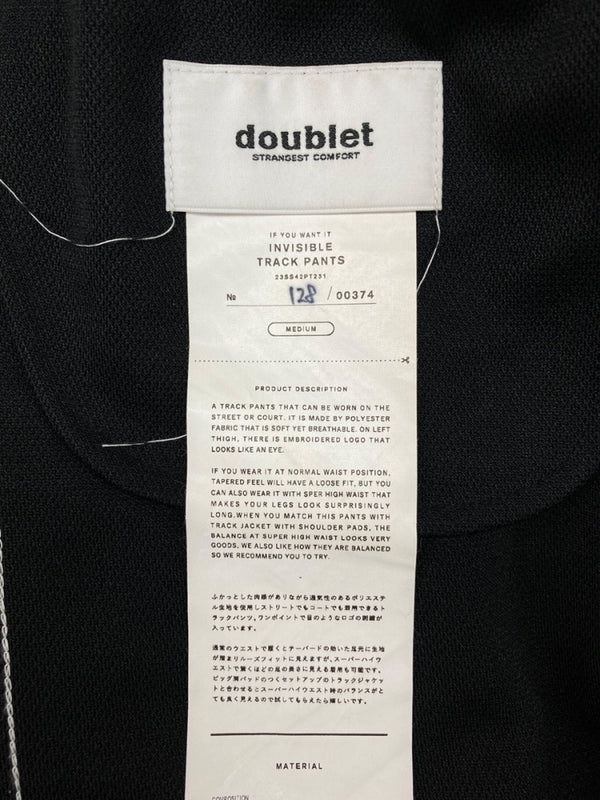 doublet
STRANGEST COMFORT
IF YOU WANT IT
INVISIBLE
TRACK PANTS
23SS42PT231
№ 128 / 00374
MEDIUM
PRODUCT DESCRIPTION
A TRACK PANTS THAT CAN BE WORN ON THE
STREET OR COURT. IT IS MADE BY POLYESTER
FABRIC THAT IS SOFT YET BREATHABLE. ON LEFT
THIGH, THERE IS EMBROIDERED LOGO THAT
LOOKS LIKE AN EYE.
IF YOU WEAR IT AT NORMAL WAIST POSITION,
TAPERED FEEL WILL HAVE A LOOSE FIT, BUT YOU
CAN ALSO WEAR IT WITH SPER HIGH WAIST THAT
MAKES YOUR LEGS LOOK SURPRISINGLY
LONG.WHEN YOU MATCH THIS PANTS WITH
TRACK JACKET WITH SHOULDER PADS, THE
BALANCE AT SUPER HIGH WAIST LOOKS VERY
GOODS. WE ALSO LIKE HOW THEY ARE BALANCED
SO WE RECOMMEND YOU TO TRY.
ふかっとした肉感がありながら通気性のあるポリエステ
ル生地を使用しストリートでもコートでも着用できるト
ラックパンツ。ワンポイントで目のようなロゴの刺繍が
入っています。
通常のウエストで履くとテーパードの効いた足元に生地
が溜まりルーズフィットに見えますが、スーパーハイウ
エストで驚くほどの足の長さに見える着用も可能です。
ビッグ肩パッドのつくセットアップのトラックジャケッ
トと合わせるとスーパーハイウエスト時のバランスがと
ても良く見えるので試してもらえたら嬉しいです。
MATERIAL
COMPOSITION